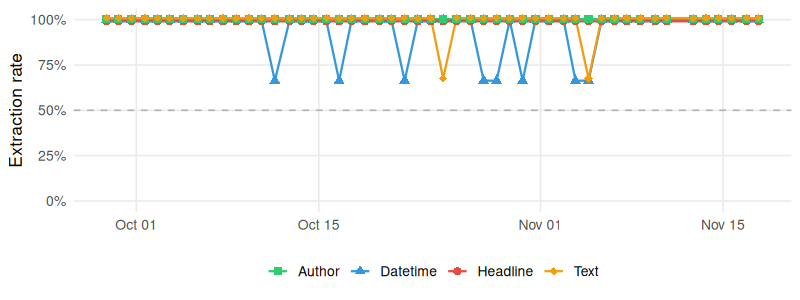 100%
75%
50%
25%
0%
Extraction rate
Oct 01 Oct 15 Nov 01 Nov 15
Author Datetime Headline Text